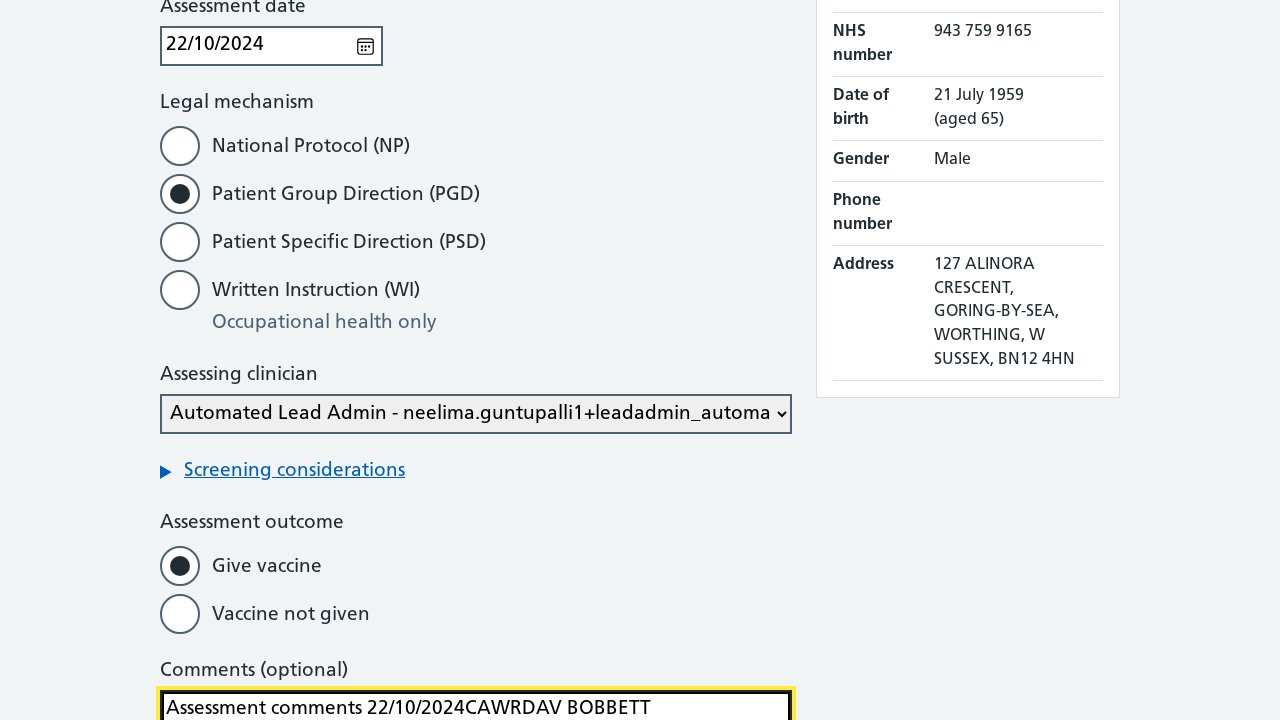 Assessment date
22/10/2024
Legal mechanism
National Protocol (NP)
Patient Group Direction (PGD)
Patient Specific Direction (PSD)
Written Instruction (WI)
Occupational health only
Assessing clinician
Automated Lead Admin - neelima.guntupalli1+leadadmin_automa
Screening considerations
Assessment outcome
Give vaccine
Vaccine not given
Comments (optional)
Assessment comments 22/10/2024CAWRDAV BOBBETT
NHS number
943 759 9165
Date of birth
21 July 1959
(aged 65)
Gender
Male
Phone number
Address
127 ALINORA
CRESCENT,
GORING-BY-SEA,
WORTHING, W
SUSSEX, BN12 4HN